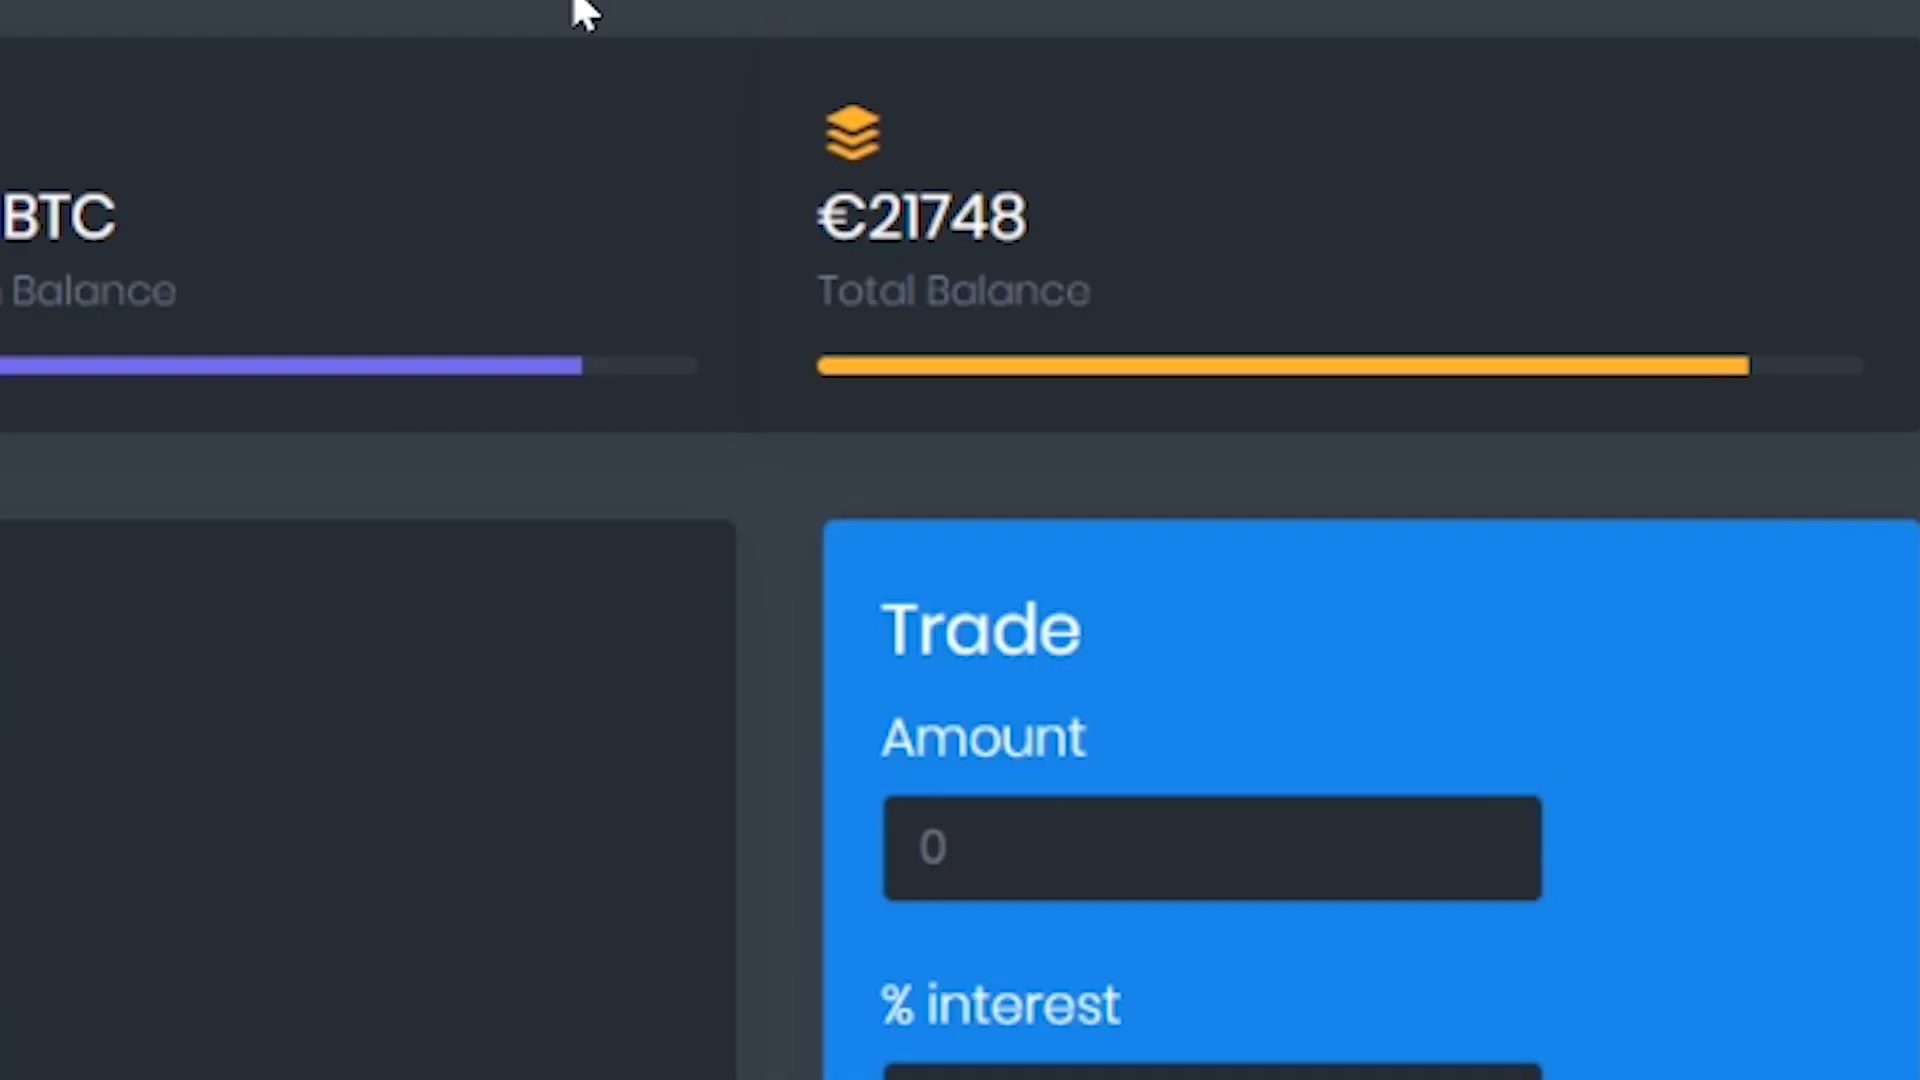 BTC
Balance
€21748
Total Balance
Trade
Amount
0
% interest